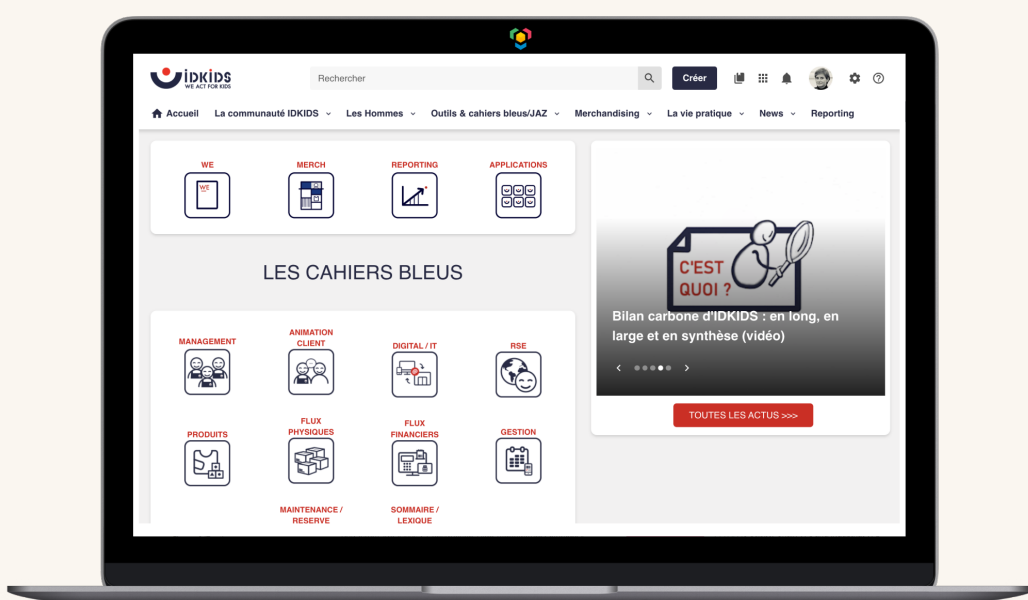 IDKIDS
WE ACT FOR KIDS
Rechercher
Créer
Accueil La communauté IDKIDS Les Hommes Outils & cahiers bleus/JAZ Merchandising La vie pratique News Reporting
WE MERCH REPORTING APPLICATIONS
WE
LES CAHIERS BLEUS
MANAGEMENT
ANIMATION
CLIENT
DIGITAL / IT
RSE
PRODUITS
FLUX
PHYSIQUES
FLUX
FINANCIERS
GESTION
MAINTENANCE /
RESERVE
SOMMAIRE /
LEXIQUE
C'EST
QUOI ?
Bilan carbone d'IDKIDS : en long, en
large et en synthèse (vidéo)
TOUTES LES ACTUS >>>